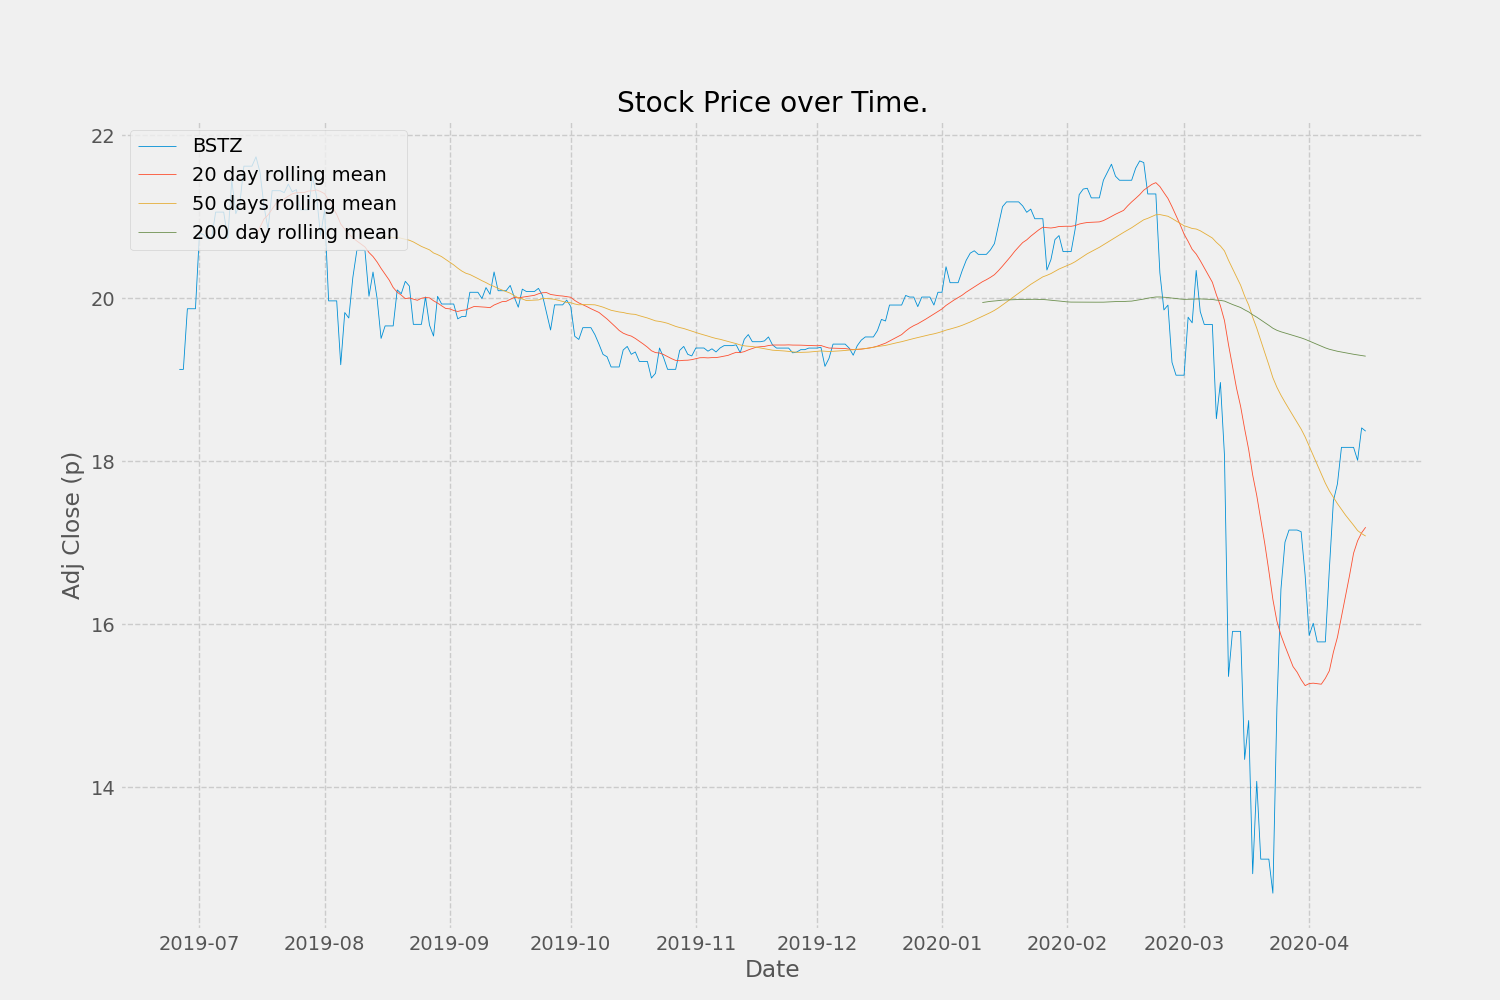 Stock Price over Time.
BSTZ
20 day rolling mean
50 days rolling mean
200 day rolling mean
Adj Close (p)
22
20
18
16
14
2019-07 2019-08 2019-09 2019-10 2019-11 2019-12 2020-01 2020-02 2020-03 2020-04
Date